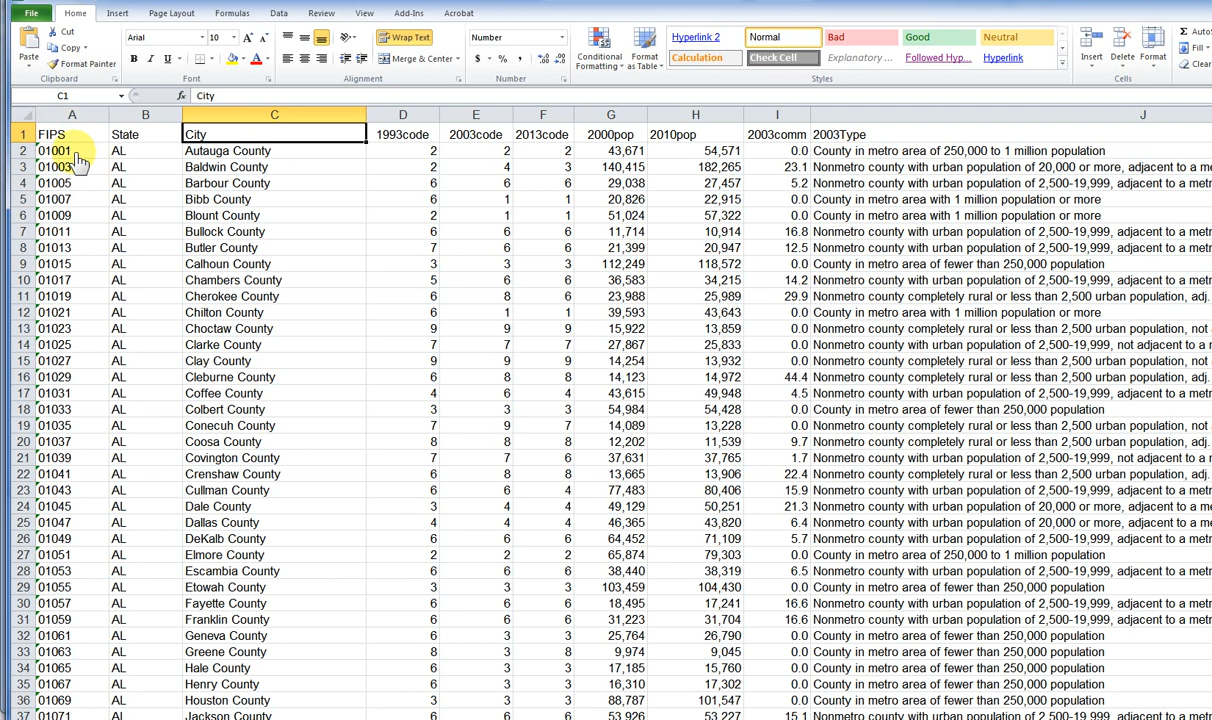 File Home Insert Page Layout Formulas Data Review View Add-Ins Acrobat
Cut Arial 10 Wrap Text Number Hyperlink 2 Normal Bad Good Neutral
Copy
Paste Format Painter B I U Merge & Center $ % , Conditional Formatting Format as Table Calculation Check Cell Explanatory ... Followed Hyp... Hyperlink Insert Delete Format
Clipboard Font Alignment Number Styles Cells
C1 fx City
A B C D E F G H I J
1 FIPS State City 1993code 2003code 2013code 2000pop 2010pop 2003comm 2003Type
2 01001 AL Autauga County 2 2 2 43,671 54,571 0.0 County in metro area of 250,000 to 1 million population
3 01003 AL Baldwin County 2 4 3 140,415 182,265 23.1 Nonmetro county with urban population of 20,000 or more, adjacent to a
4 01005 AL Barbour County 6 6 6 29,038 27,457 5.2 Nonmetro county with urban population of 2,500-19,999, adjacent to a metr
5 01007 AL Bibb County 6 1 1 20,826 22,915 0.0 County in metro area with 1 million population or more
6 01009 AL Blount County 2 1 1 51,024 57,322 0.0 County in metro area with 1 million population or more
7 01011 AL Bullock County 6 6 6 11,714 10,914 16.8 Nonmetro county with urban population of 2,500-19,999, adjacent to a metr
8 01013 AL Butler County 7 6 6 21,399 20,947 12.5 Nonmetro county with urban population of 2,500-19,999, adjacent to a metr
9 01015 AL Calhoun County 3 3 3 112,249 118,572 0.0 County in metro area of fewer than 250,000 population
10 01017 AL Chambers County 5 6 6 36,583 34,215 14.2 Nonmetro county with urban population of 2,500-19,999, adjacent to a metr
11 01019 AL Cherokee County 6 8 6 23,988 25,989 29.9 Nonmetro county completely rural or less than 2,500 urban population, adj.
12 01021 AL Chilton County 6 1 1 39,593 43,643 0.0 County in metro area with 1 million population or more
13 01023 AL Choctaw County 9 9 9 15,922 13,859 0.0 Nonmetro county completely rural or less than 2,500 urban population, not
14 01025 AL Clarke County 7 7 7 27,867 25,833 0.0 Nonmetro county with urban population of 2,500-19,999, not adjacent to a
15 01027 AL Clay County 9 9 9 14,254 13,932 0.0 Nonmetro county completely rural or less than 2,500 urban population, not
16 01029 AL Cleburne County 6 8 8 14,123 14,972 44.4 Nonmetro county completely rural or less than 2,500 urban population, adj.
17 01031 AL Coffee County 4 6 4 43,615 49,948 4.5 Nonmetro county with urban population of 2,500-19,999, adjacent to a metr
18 01033 AL Colbert County 3 3 3 54,984 54,428 0.0 County in metro area of fewer than 250,000 population
19 01035 AL Conecuh County 7 9 7 14,089 13,228 0.0 Nonmetro county completely rural or less than 2,500 urban population, not
20 01037 AL Coosa County 8 8 8 12,202 11,539 9.7 Nonmetro county completely rural or less than 2,500 urban population, adj.
21 01039 AL Covington County 7 7 6 37,631 37,765 1.7 Nonmetro county with urban population of 2,500-19,999, not adjacent to a
22 01041 AL Crenshaw County 6 8 8 13,665 13,906 22.4 Nonmetro county completely rural or less than 2,500 urban population, adj.
23 01043 AL Cullman County 6 6 4 77,483 80,406 15.9 Nonmetro county with urban population of 2,500-19,999, adjacent to a metr
24 01045 AL Dale County 3 4 4 49,129 50,251 21.3 Nonmetro county with urban population of 20,000 or more, adjacent to a
25 01047 AL Dallas County 4 4 4 46,365 43,820 6.4 Nonmetro county with urban population of 20,000 or more, adjacent to a
26 01049 AL DeKalb County 6 6 6 64,452 71,109 5.7 Nonmetro county with urban population of 2,500-19,999, adjacent to a metr
27 01051 AL Elmore County 2 2 2 65,874 79,303 0.0 County in metro area of 250,000 to 1 million population
28 01053 AL Escambia County 6 6 6 38,440 38,319 6.5 Nonmetro county with urban population of 2,500-19,999, adjacent to a metr
29 01055 AL Etowah County 3 3 3 103,459 104,430 0.0 County in metro area of fewer than 250,000 population
30 01057 AL Fayette County 6 6 6 18,495 17,241 16.6 Nonmetro county with urban population of 2,500-19,999, adjacent to a metr
31 01059 AL Franklin County 6 6 6 31,223 31,704 16.6 Nonmetro county with urban population of 2,500-19,999, adjacent to a metr
32 01061 AL Geneva County 6 3 3 25,764 26,790 0.0 County in metro area of fewer than 250,000 population
33 01063 AL Greene County 8 3 3 9,974 9,045 0.0 County in metro area of fewer than 250,000 population
34 01065 AL Hale County 6 3 3 17,185 15,760 0.0 County in metro area of fewer than 250,000 population
35 01067 AL Henry County 6 3 3 16,310 17,302 0.0 County in metro area of fewer than 250,000 population
36 01069 AL Houston County 3 3 3 88,787 101,547 0.0 County in metro area of fewer than 250,000 population
37 01071 AL Jackson County 6 6 6 53,926 53,227 15.1 Nonmetro county with urban population of 2,500-19,999, adjacent to a metr